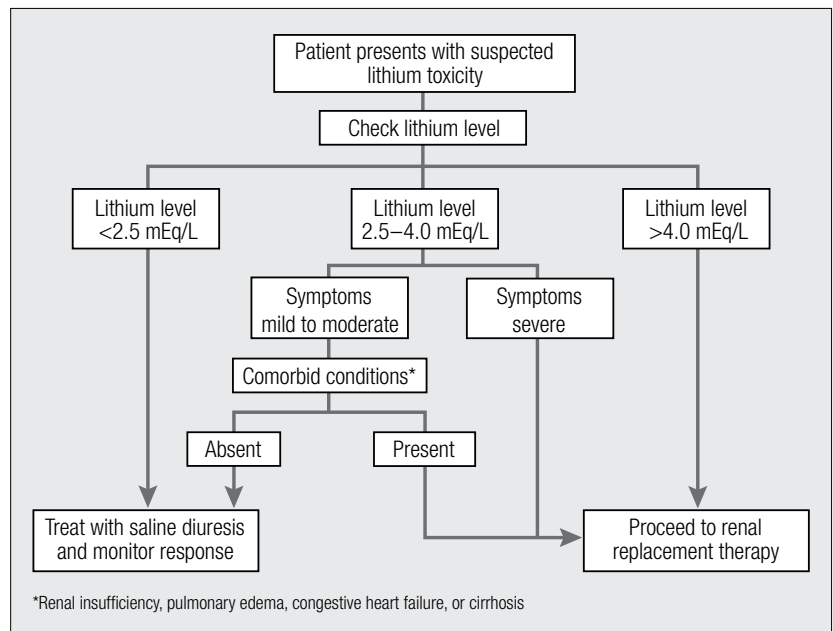 Patient presents with suspected
lithium toxicity
Check lithium level
Lithium level
<2.5 mEq/L
Lithium level
2.5–4.0 mEq/L
Lithium level
>4.0 mEq/L
Symptoms
mild to moderate
Symptoms
severe
Comorbid conditions*
Absent
Present
Treat with saline diuresis
and monitor response
Proceed to renal
replacement therapy
*Renal insufficiency, pulmonary edema, congestive heart failure, or cirrhosis